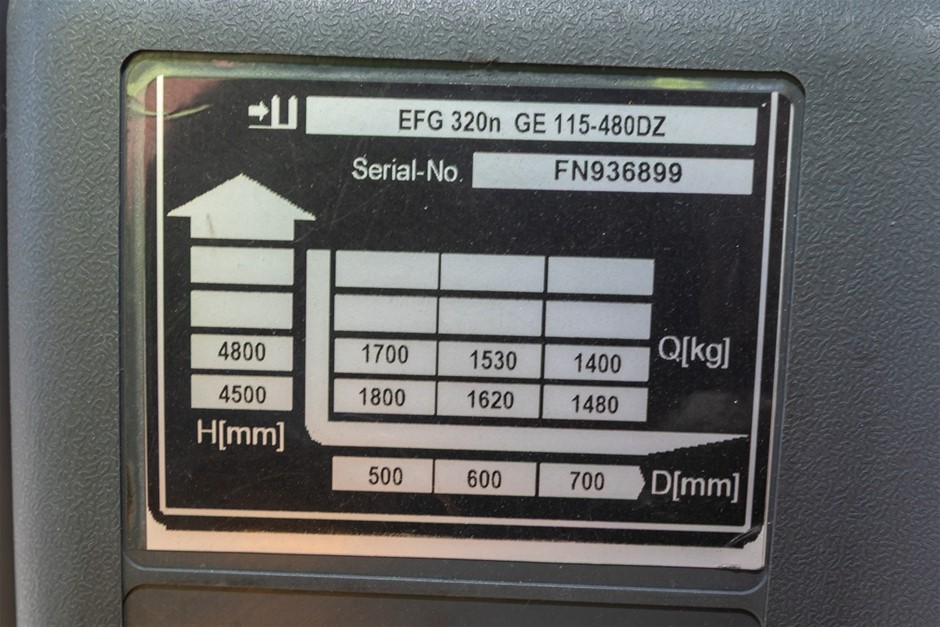 EFG 320n GE 115-480DZ
Serial-No. FN936899
4800 1700 1530 1400 Q[kg]
4500 1800 1620 1480
H[mm]
500 600 700 D[mm]